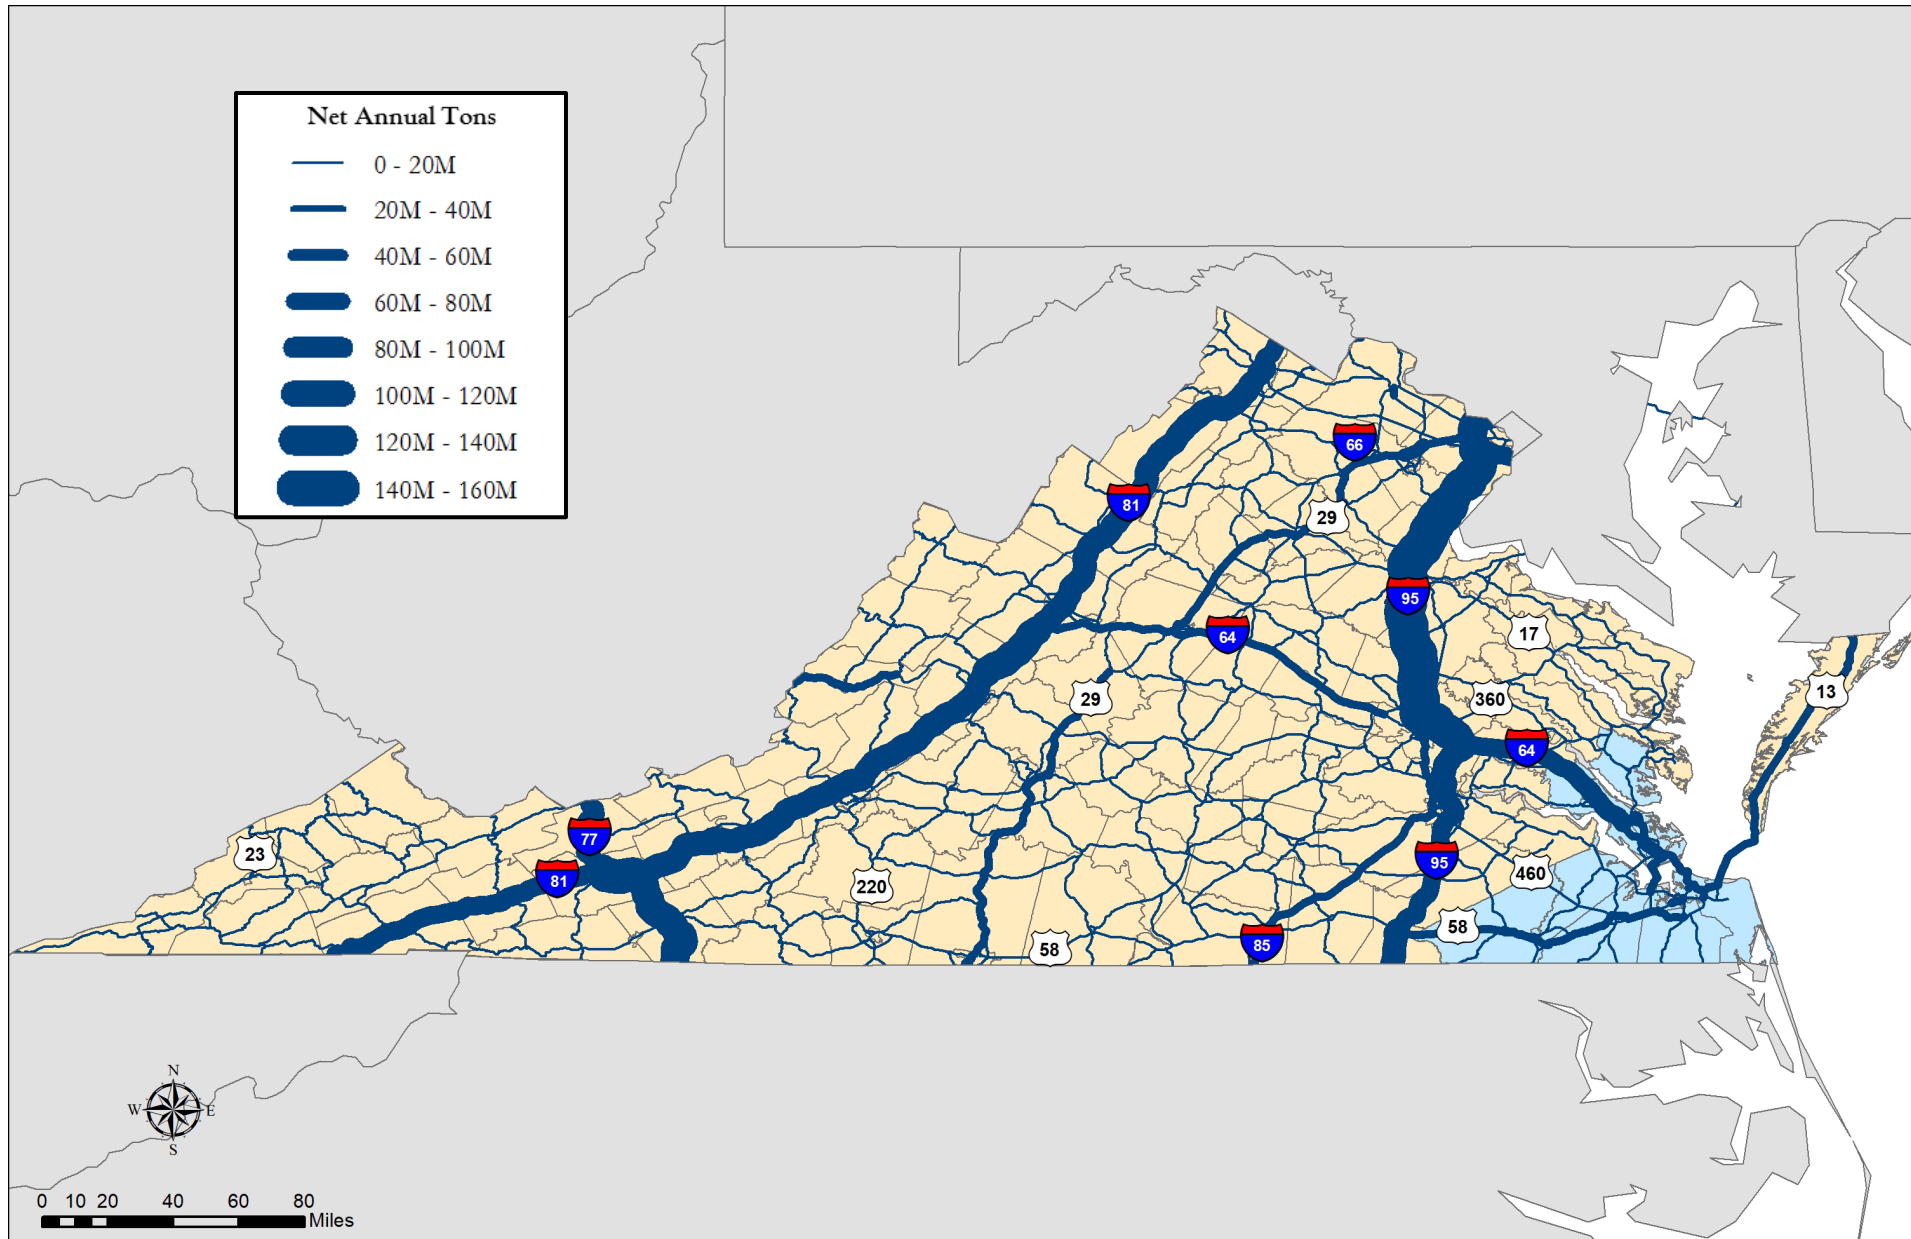 Net Annual Tons
0 - 20M
20M - 40M
40M - 60M
60M - 80M
80M - 100M
100M - 120M
120M - 140M
140M - 160M
66
81
29
95
17
64
29
360
13
64
77
23
81
95
460
220
58
85
58
N
W E
S
0 10 20 40 60 80
Miles